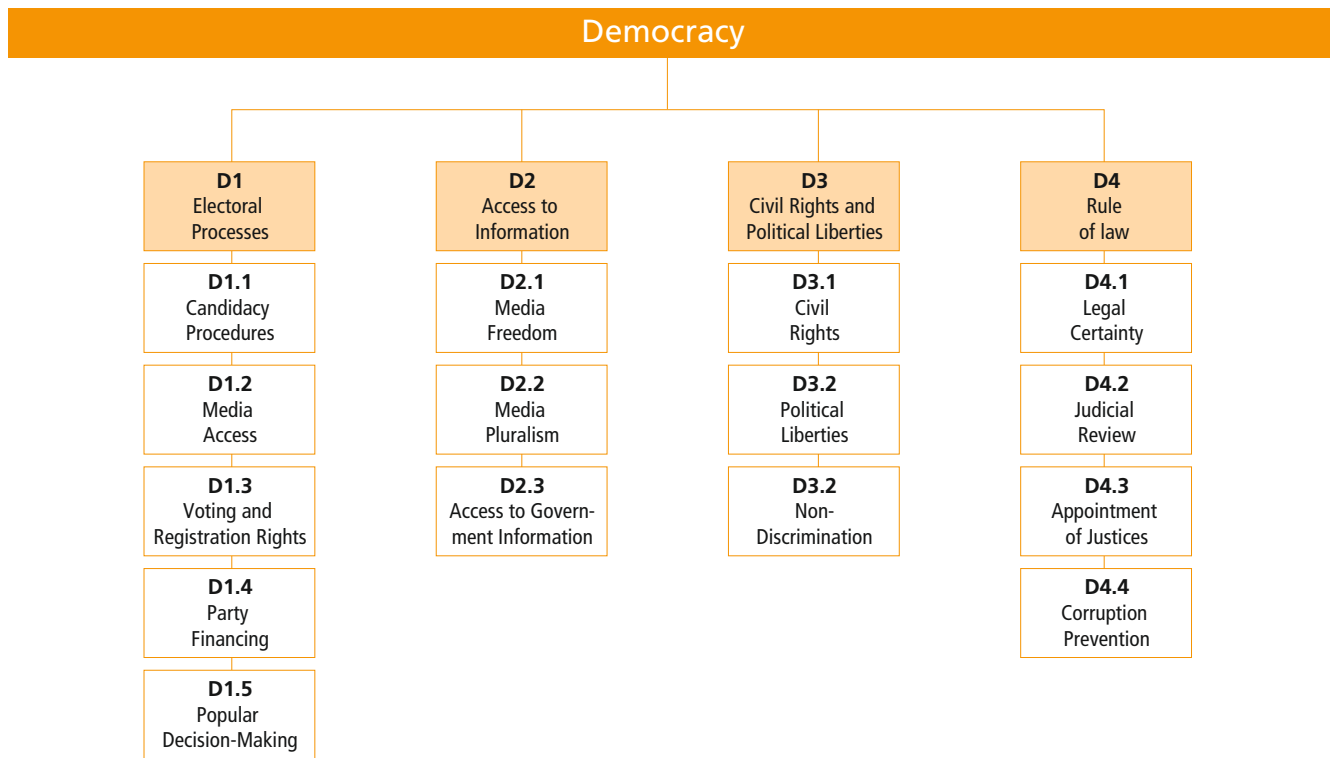 Democracy
D1
Electoral
Processes
D1.1
Candidacy
Procedures
D1.2
Media
Access
D1.3
Voting and
Registration Rights
D1.4
Party
Financing
D1.5
Popular
Decision-Making
D2
Access to
Information
D2.1
Media
Freedom
D2.2
Media
Pluralism
D2.3
Access to Govern-
ment Information
D3
Civil Rights and
Political Liberties
D3.1
Civil
Rights
D3.2
Political
Liberties
D3.2
Non-
Discrimination
D4
Rule
of law
D4.1
Legal
Certainty
D4.2
Judicial
Review
D4.3
Appointment
of Justices
D4.4
Corruption
Prevention